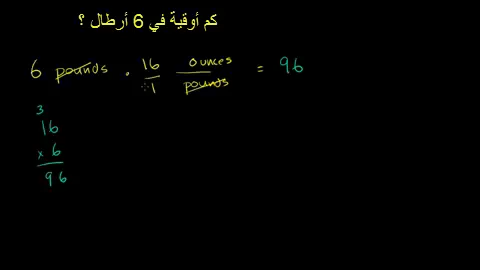 كم أوقية في 6 أرطال ؟
6 pounds · 16/1 ounces/pounds = 96
3
16
× 6
96